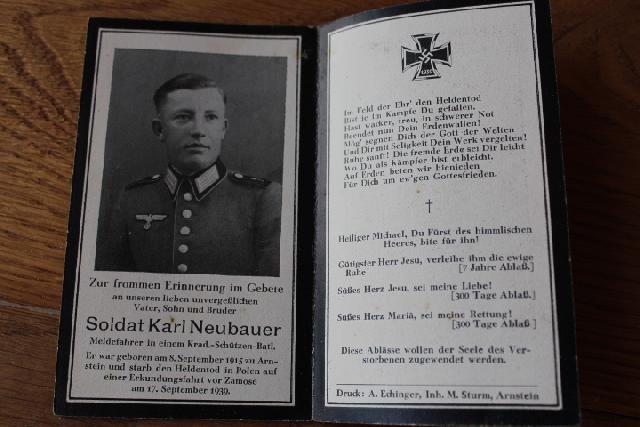 Zur frommen Erinnerung im Gebete
an unseren lieben unvergeßlichen
Vater, Sohn und Bruder
Soldat Karl Neubauer
Meldefahrer in einem Krad.-Schützen-Batl.
Er war geboren am 8. September 1915 zu Arn-
stein und starb den Heldentod in Polen auf
einer Erkundungsfahrt vor Zamosc
am 17. September 1939.
1939
Im Feld der Ehr' den Heldentod
Bist je in Kampfe Du gefallen.
Hast wacker, treu, in schwerer Not
Beendet nun Dein Erdenwallen!
Mög' segnen Dich der Gott der Welten
Und Dir mit Seligkeit Dein Werk vergelten!
Ruhe sanft! Die fremde Erde sei Dir leicht
Wo Du als Kämpfer bist erbleicht.
Auf Erden beten wir hienieden
Für Dich um ew'gen Gottesfrieden.
Heiliger Michael, Du Fürst des himmlischen
Heeres, bitte für ihn!
Gütigster Herr Jesu, verleihe ihm die ewige
Ruhe [7 Jahre Ablaß.]
Süßes Herz Jesu, sei meine Liebe!
[300 Tage Ablaß.]
Süßes Herz Mariä, sei meine Rettung!
[300 Tage Ablaß]
Diese Ablässe wollen der Seele des Ver-
storbenen zugewendet werden.
Druck: A. Echinger, Inh. M. Sturm, Arnstein